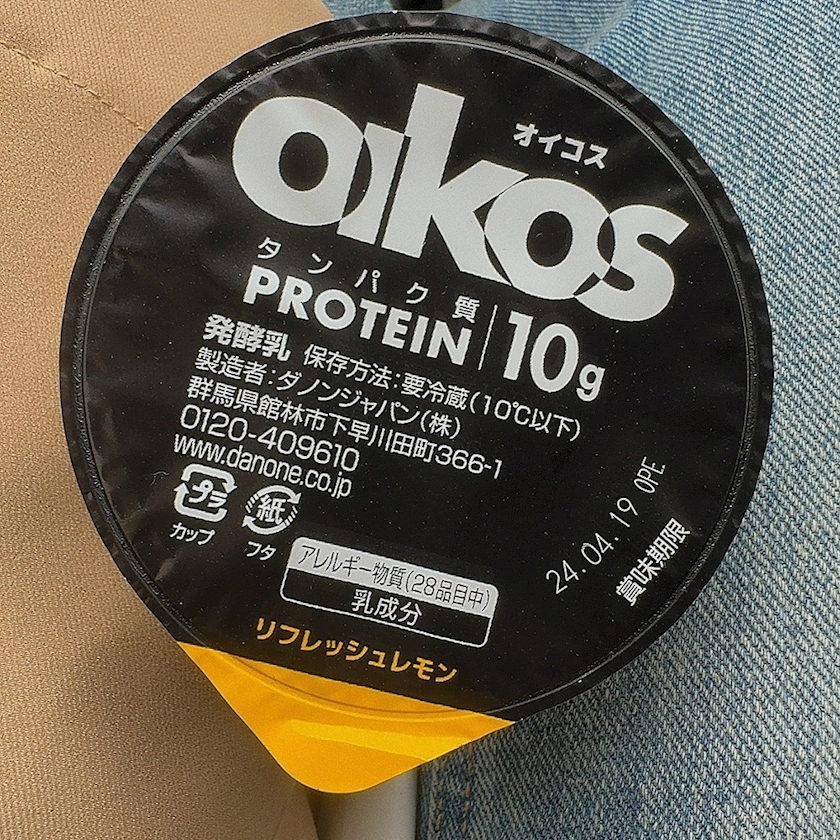 oikos
オイコス
タンパク質
PROTEIN 10g
発酵乳 保存方法:要冷蔵(10℃以下)
製造者:ダノンジャパン(株)
群馬県館林市下早川田町366-1
0120-409610
www.danone.co.jp
プラ 紙
カップ フタ
アレルギー物質(28品目中)
乳成分
24.04.19 OPE
賞味期限
リフレッシュレモン